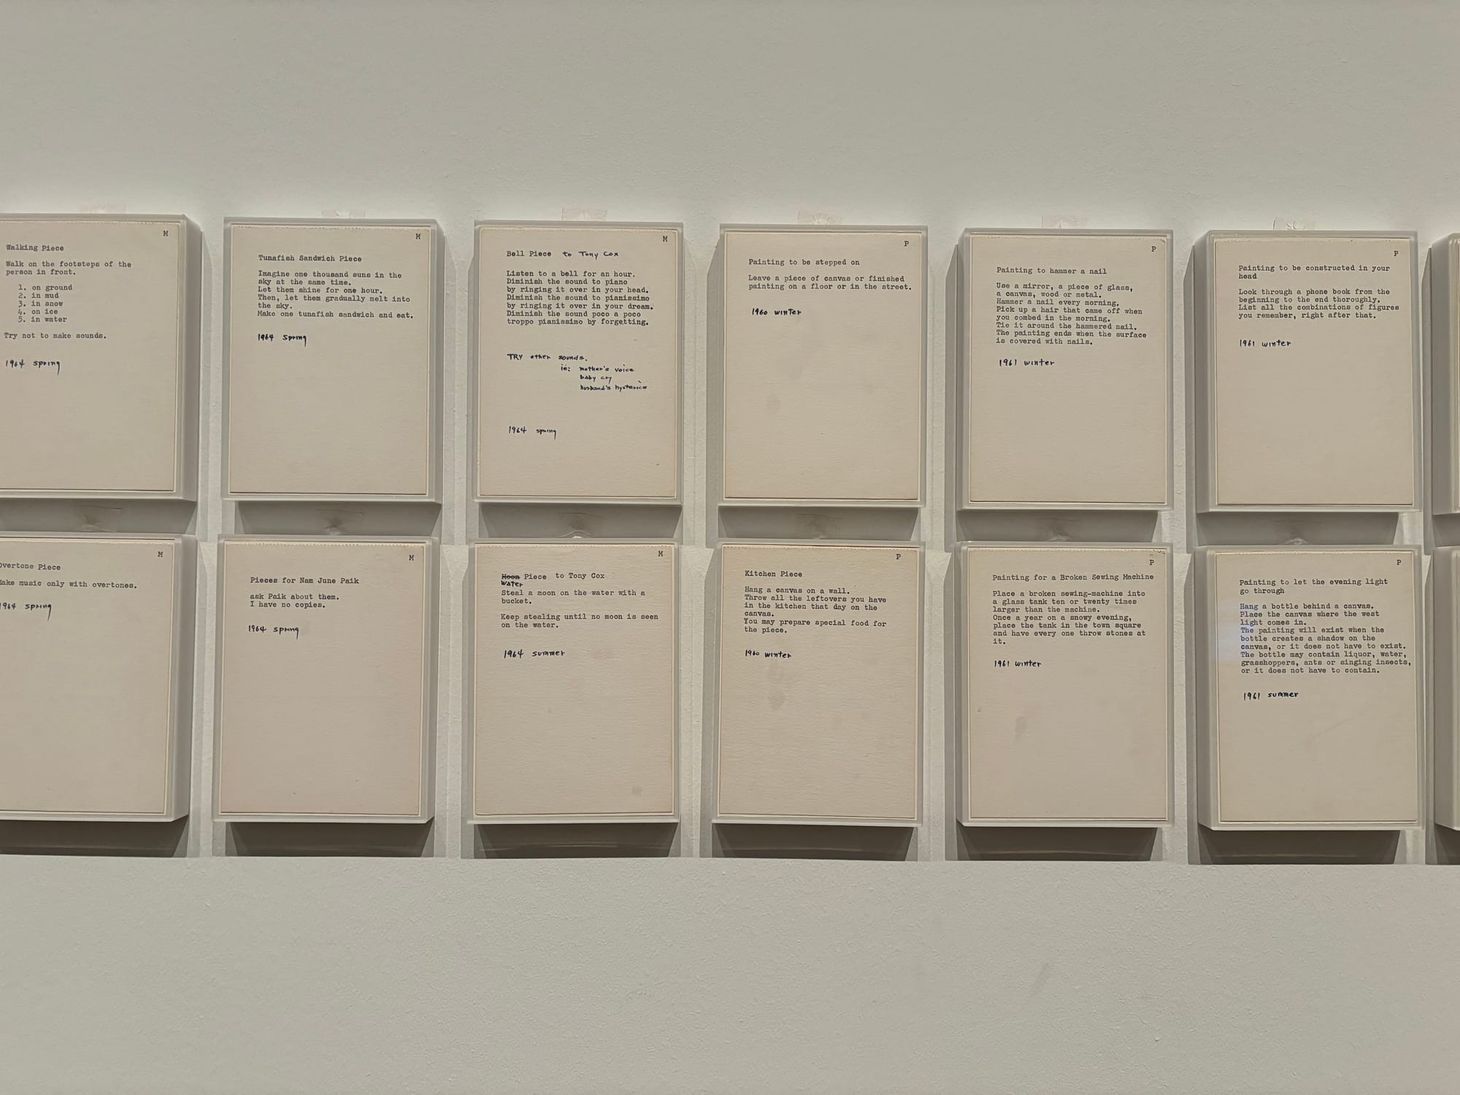 M
Walking Piece
Walk on the footsteps of the
person in front.
1. on ground
2. in mud
3. in snow
4. on ice
5. in water
Try not to make sounds.
1964 spring
M
Tunafish Sandwich Piece
Imagine one thousand suns in the
sky at the same time.
Let them shine for one hour.
Then, let them gradually melt into
the sky.
Make one tunafish sandwich and eat.
1964 spring
M
Bell Piece to Tony Cox
Listen to a bell for an hour.
Diminish the sound to piano
by ringing it over in your head.
Diminish the sound to pianissimo
by ringing it over in your dream.
Diminish the sound poco a poco
troppo pianissimo by forgetting.
TRY other sounds.
ie: mother's voice
baby cry
husband's hysterics
1964 spring
P
Painting to be stepped on
Leave a piece of canvas or finished
painting on a floor or in the street.
1960 winter
P
Painting to hammer a nail
Use a mirror, a piece of glass,
a canvas, wood or metal.
Hammer a nail every morning.
Pick up a hair that came off when
you combed in the morning.
Tie it around the hammered nail.
The painting ends when the surface
is covered with nails.
1961 winter
P
Painting to be constructed in your
head
Look through a phone book from the
beginning to the end thoroughly.
List all the combinations of figures
you remember, right after that.
1961 winter
M
Overtone Piece
Make music only with overtones.
1964 spring
M
Pieces for Nam June Paik
ask Paik about them.
I have no copies.
1964 spring
M
Moon Piece to Tony Cox
Water
Steal a moon on the water with a
bucket.
Keep stealing until no moon is seen
on the water.
1964 summer
P
Kitchen Piece
Hang a canvas on a wall.
Throw all the leftovers you have
in the kitchen that day on the
canvas.
You may prepare special food for
the piece.
1960 winter
P
Painting for a Broken Sewing Machine
Place a broken sewing-machine into
a glass tank ten or twenty times
larger than the machine.
Once a year on a snowy evening,
place the tank in the town square
and have every one throw stones at
it.
1961 winter
P
Painting to let the evening light
go through
Hang a bottle behind a canvas.
Place the canvas where the west
light comes in.
The painting will exist when the
bottle creates a shadow on the
canvas, or it does not have to exist.
The bottle may contain liquor, water,
grasshoppers, ants or singing insects,
or it does not have to contain.
1961 summer